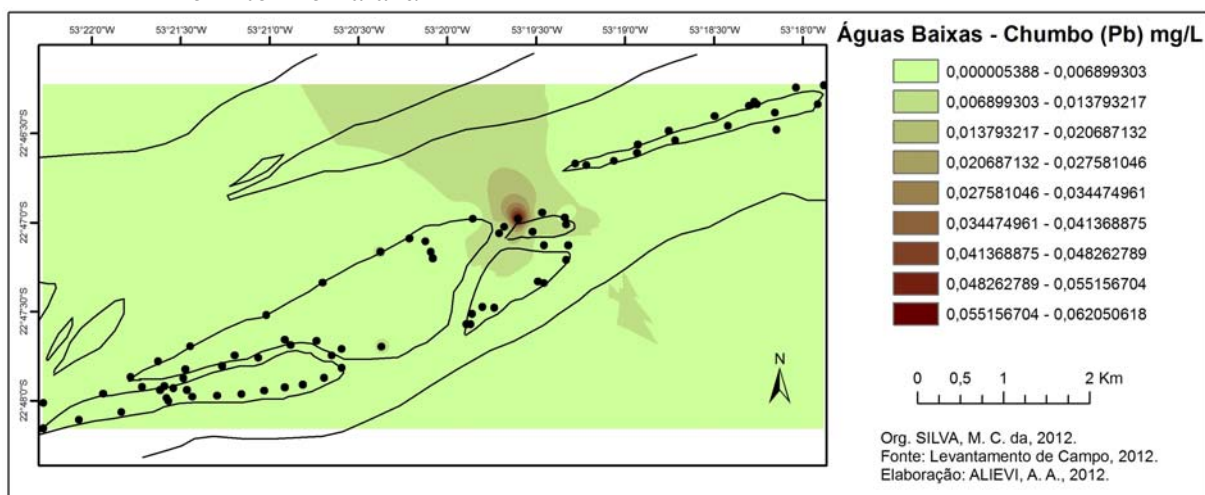 53°22'0"W 53°21'30"W 53°21'0"W 53°20'30"W 53°20'0"W 53°19'30"W 53°19'0"W 53°18'30"W 53°18'0"W
22°46'30"S
22°47'0"S
22°47'30"S
22°48'0"S
N
Águas Baixas - Chumbo (Pb) mg/L
0,000005388 - 0,006899303
0,006899303 - 0,013793217
0,013793217 - 0,020687132
0,020687132 - 0,027581046
0,027581046 - 0,034474961
0,034474961 - 0,041368875
0,041368875 - 0,048262789
0,048262789 - 0,055156704
0,055156704 - 0,062050618
0 0,5 1 2 Km
Org. SILVA, M. C. da, 2012.
Fonte: Levantamento de Campo, 2012.
Elaboração: ALIEVI, A. A., 2012.